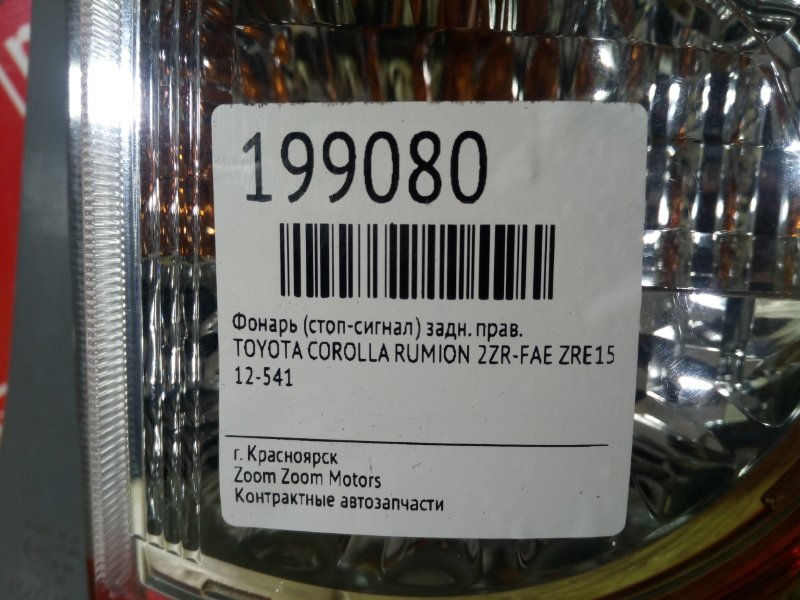 199080
Фонарь (стоп-сигнал) задн. прав.
TOYOTA COROLLA RUMION 2ZR-FAE ZRE15
12-541
г. Красноярск
Zoom Zoom Motors
Контрактные автозапчасти